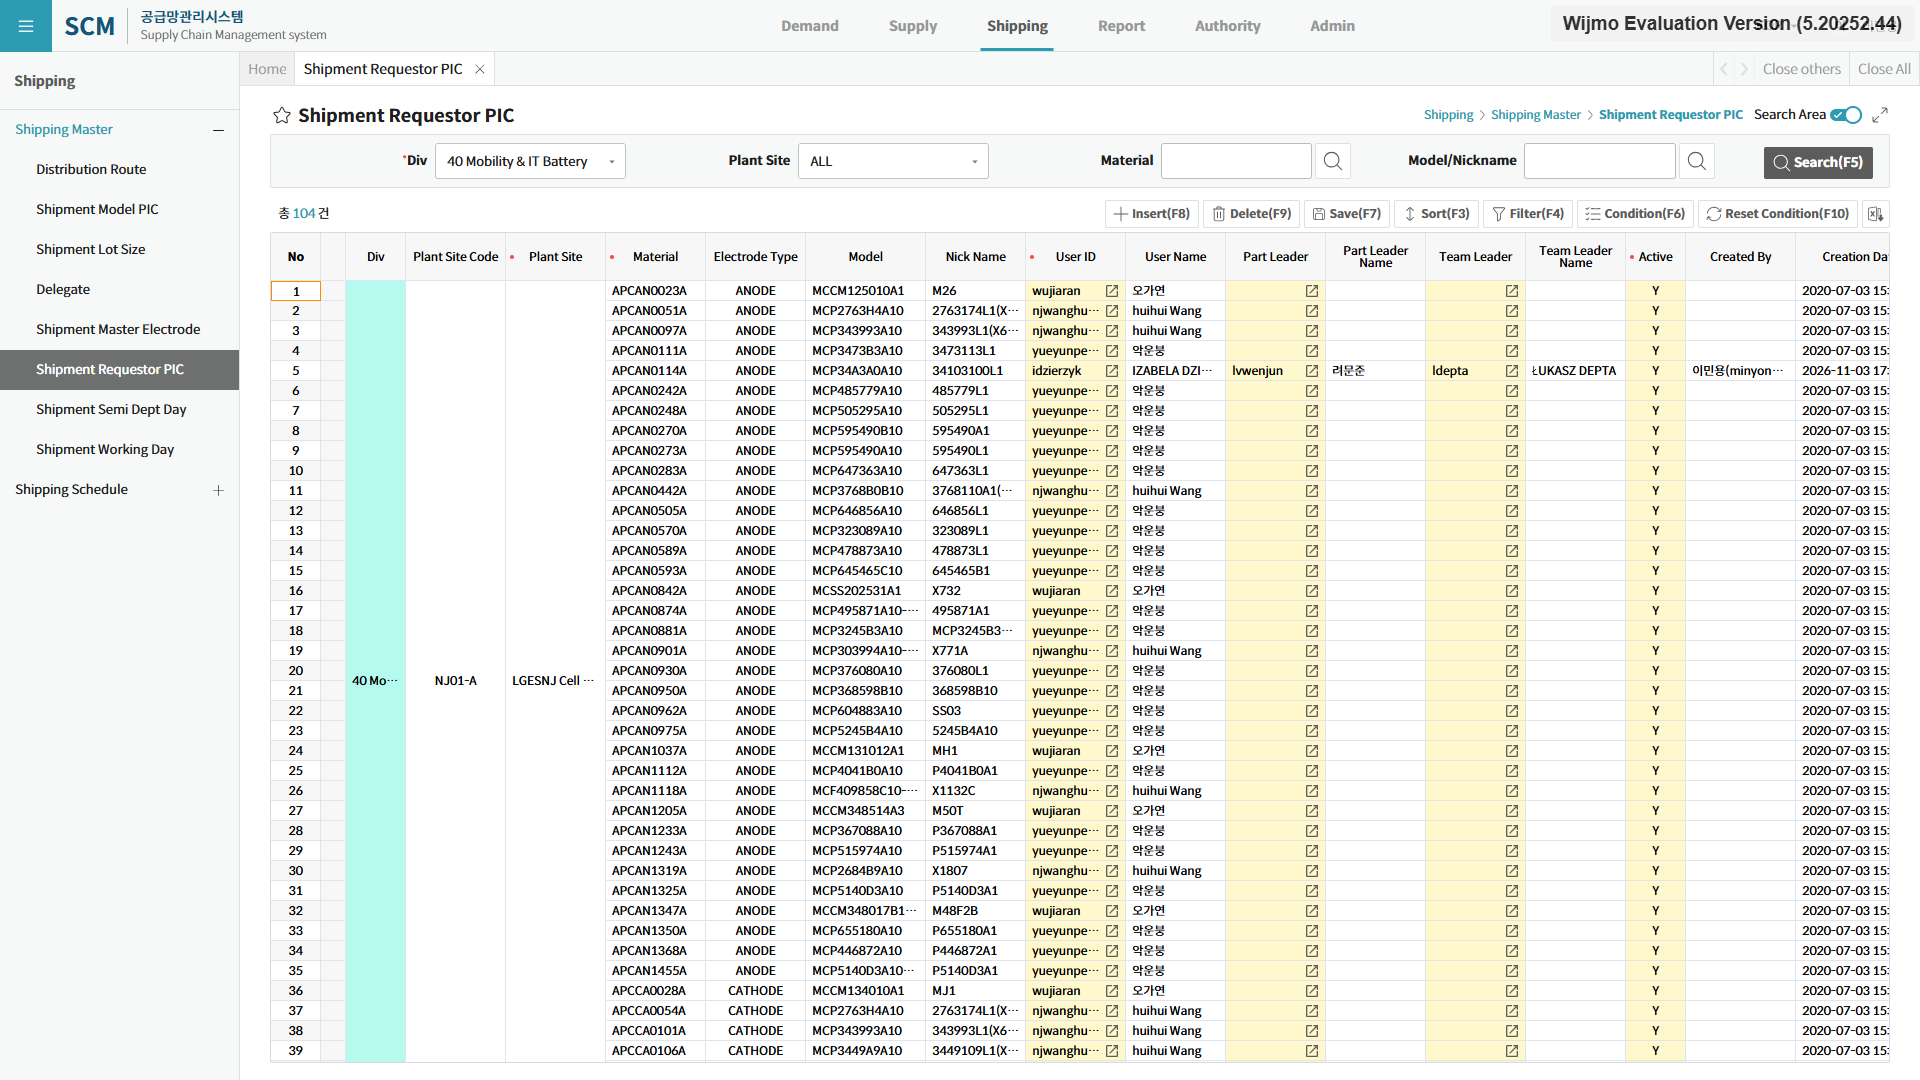 SCM
공급망관리시스템
Supply Chain Management system
Demand
Supply
Shipping
Report
Authority
Admin
Wijmo Evaluation Version (5.20252.44)
Shipping
Home
Shipment Requestor PIC
Close others
Close All
Shipping Master
Distribution Route
Shipment Model PIC
Shipment Lot Size
Delegate
Shipment Master Electrode
Shipment Requestor PIC
Shipment Semi Dept Day
Shipment Working Day
Shipping Schedule
Shipment Requestor PIC
Shipping > Shipping Master > Shipment Requestor PIC
Search Area
*Div 40 Mobility & IT Battery
Plant Site ALL
Material
Model/Nickname
Search(F5)
총 104 건
Insert(F8) Delete(F9) Save(F7) Sort(F3) Filter(F4) Condition(F6) Reset Condition(F10)
No Div Plant Site Code Plant Site Material Electrode Type Model Nick Name User ID User Name Part Leader Part Leader Name Team Leader Team Leader Name Active Created By Creation Da
40 Mo··· NJ01-A LGESNJ Cell ···
1 APCAN0023A ANODE MCCM125010A1 M26 wujiaran 오가연 Y 2020-07-03 15:
2 APCAN0051A ANODE MCP2763H4A10 2763174L1(X··· njwanghu··· huihui Wang Y 2020-07-03 15:
3 APCAN0097A ANODE MCP343993A10 343993L1(X6··· njwanghu··· huihui Wang Y 2020-07-03 15:
4 APCAN0111A ANODE MCP3473B3A10 3473113L1 yueyunpe··· 악운붕 Y 2020-07-03 15:
5 APCAN0114A ANODE MCP34A3A0A10 34103100L1 idzierzyk IZABELA DZI··· lvwenjun 려문준 ldepta ŁUKASZ DEPTA Y 이민용(minyon··· 2026-11-03 17:
6 APCAN0242A ANODE MCP485779A10 485779L1 yueyunpe··· 악운붕 Y 2020-07-03 15:
7 APCAN0248A ANODE MCP505295A10 505295L1 yueyunpe··· 악운붕 Y 2020-07-03 15:
8 APCAN0270A ANODE MCP595490B10 595490A1 yueyunpe··· 악운붕 Y 2020-07-03 15:
9 APCAN0273A ANODE MCP595490A10 595490L1 yueyunpe··· 악운붕 Y 2020-07-03 15:
10 APCAN0283A ANODE MCP647363A10 647363L1 yueyunpe··· 악운붕 Y 2020-07-03 15:
11 APCAN0442A ANODE MCP3768B0B10 3768110A1(··· njwanghu··· huihui Wang Y 2020-07-03 15:
12 APCAN0505A ANODE MCP646856A10 646856L1 yueyunpe··· 악운붕 Y 2020-07-03 15:
13 APCAN0570A ANODE MCP323089A10 323089L1 yueyunpe··· 악운붕 Y 2020-07-03 15:
14 APCAN0589A ANODE MCP478873A10 478873L1 yueyunpe··· 악운붕 Y 2020-07-03 15:
15 APCAN0593A ANODE MCP645465C10 645465B1 yueyunpe··· 악운붕 Y 2020-07-03 15:
16 APCAN0842A ANODE MCSS202531A1 X732 wujiaran 오가연 Y 2020-07-03 15:
17 APCAN0874A ANODE MCP495871A10-··· 495871A1 yueyunpe··· 악운붕 Y 2020-07-03 15:
18 APCAN0881A ANODE MCP3245B3A10 MCP3245B3··· yueyunpe··· 악운붕 Y 2020-07-03 15:
19 APCAN0901A ANODE MCP303994A10-··· X771A njwanghu··· huihui Wang Y 2020-07-03 15:
20 APCAN0930A ANODE MCP376080A10 376080L1 yueyunpe··· 악운붕 Y 2020-07-03 15:
21 APCAN0950A ANODE MCP368598B10 368598B10 yueyunpe··· 악운붕 Y 2020-07-03 15:
22 APCAN0962A ANODE MCP604883A10 SS03 yueyunpe··· 악운붕 Y 2020-07-03 15:
23 APCAN0975A ANODE MCP5245B4A10 5245B4A10 yueyunpe··· 악운붕 Y 2020-07-03 15:
24 APCAN1037A ANODE MCCM131012A1 MH1 wujiaran 오가연 Y 2020-07-03 15:
25 APCAN1112A ANODE MCP4041B0A10 P4041B0A1 yueyunpe··· 악운붕 Y 2020-07-03 15:
26 APCAN1118A ANODE MCF409858C10-··· X1132C njwanghu··· huihui Wang Y 2020-07-03 15:
27 APCAN1205A ANODE MCCM348514A3 M50T wujiaran 오가연 Y 2020-07-03 15:
28 APCAN1233A ANODE MCP367088A10 P367088A1 yueyunpe··· 악운붕 Y 2020-07-03 15:
29 APCAN1243A ANODE MCP515974A10 P515974A1 yueyunpe··· 악운붕 Y 2020-07-03 15:
30 APCAN1319A ANODE MCP2684B9A10 X1807 njwanghu··· huihui Wang Y 2020-07-03 15:
31 APCAN1325A ANODE MCP5140D3A10 P5140D3A1 yueyunpe··· 악운붕 Y 2020-07-03 15:
32 APCAN1347A ANODE MCCM348017B1··· M48F2B wujiaran 오가연 Y 2020-07-03 15:
33 APCAN1350A ANODE MCP655180A10 P655180A1 yueyunpe··· 악운붕 Y 2020-07-03 15:
34 APCAN1368A ANODE MCP446872A10 P446872A1 yueyunpe··· 악운붕 Y 2020-07-03 15:
35 APCAN1455A ANODE MCP5140D3A10··· P5140D3A1 yueyunpe··· 악운붕 Y 2020-07-03 15:
36 APCCA0028A CATHODE MCCM134010A1 MJ1 wujiaran 오가연 Y 2020-07-03 15:
37 APCCA0054A CATHODE MCP2763H4A10 2763174L1(X··· njwanghu··· huihui Wang Y 2020-07-03 15:
38 APCCA0101A CATHODE MCP343993A10 343993L1(X6··· njwanghu··· huihui Wang Y 2020-07-03 15:
39 APCCA0106A CATHODE MCP3449A9A10 3449109L1(X··· njwanghu··· huihui Wang Y 2020-07-03 15: